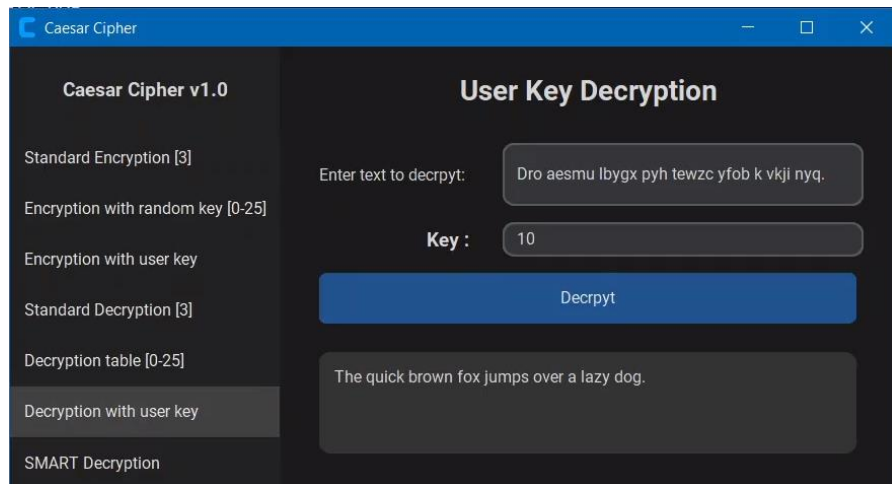 Caesar Cipher
Caesar Cipher v1.0
Standard Encryption [3]
Encryption with random key [0-25]
Encryption with user key
Standard Decryption [3]
Decryption table [0-25]
Decryption with user key
SMART Decryption
User Key Decryption
Enter text to decrpyt:
Dro aesmu lbygx pyh tewzc yfob k vkji nyq.
Key :
10
Decrpyt
The quick brown fox jumps over a lazy dog.